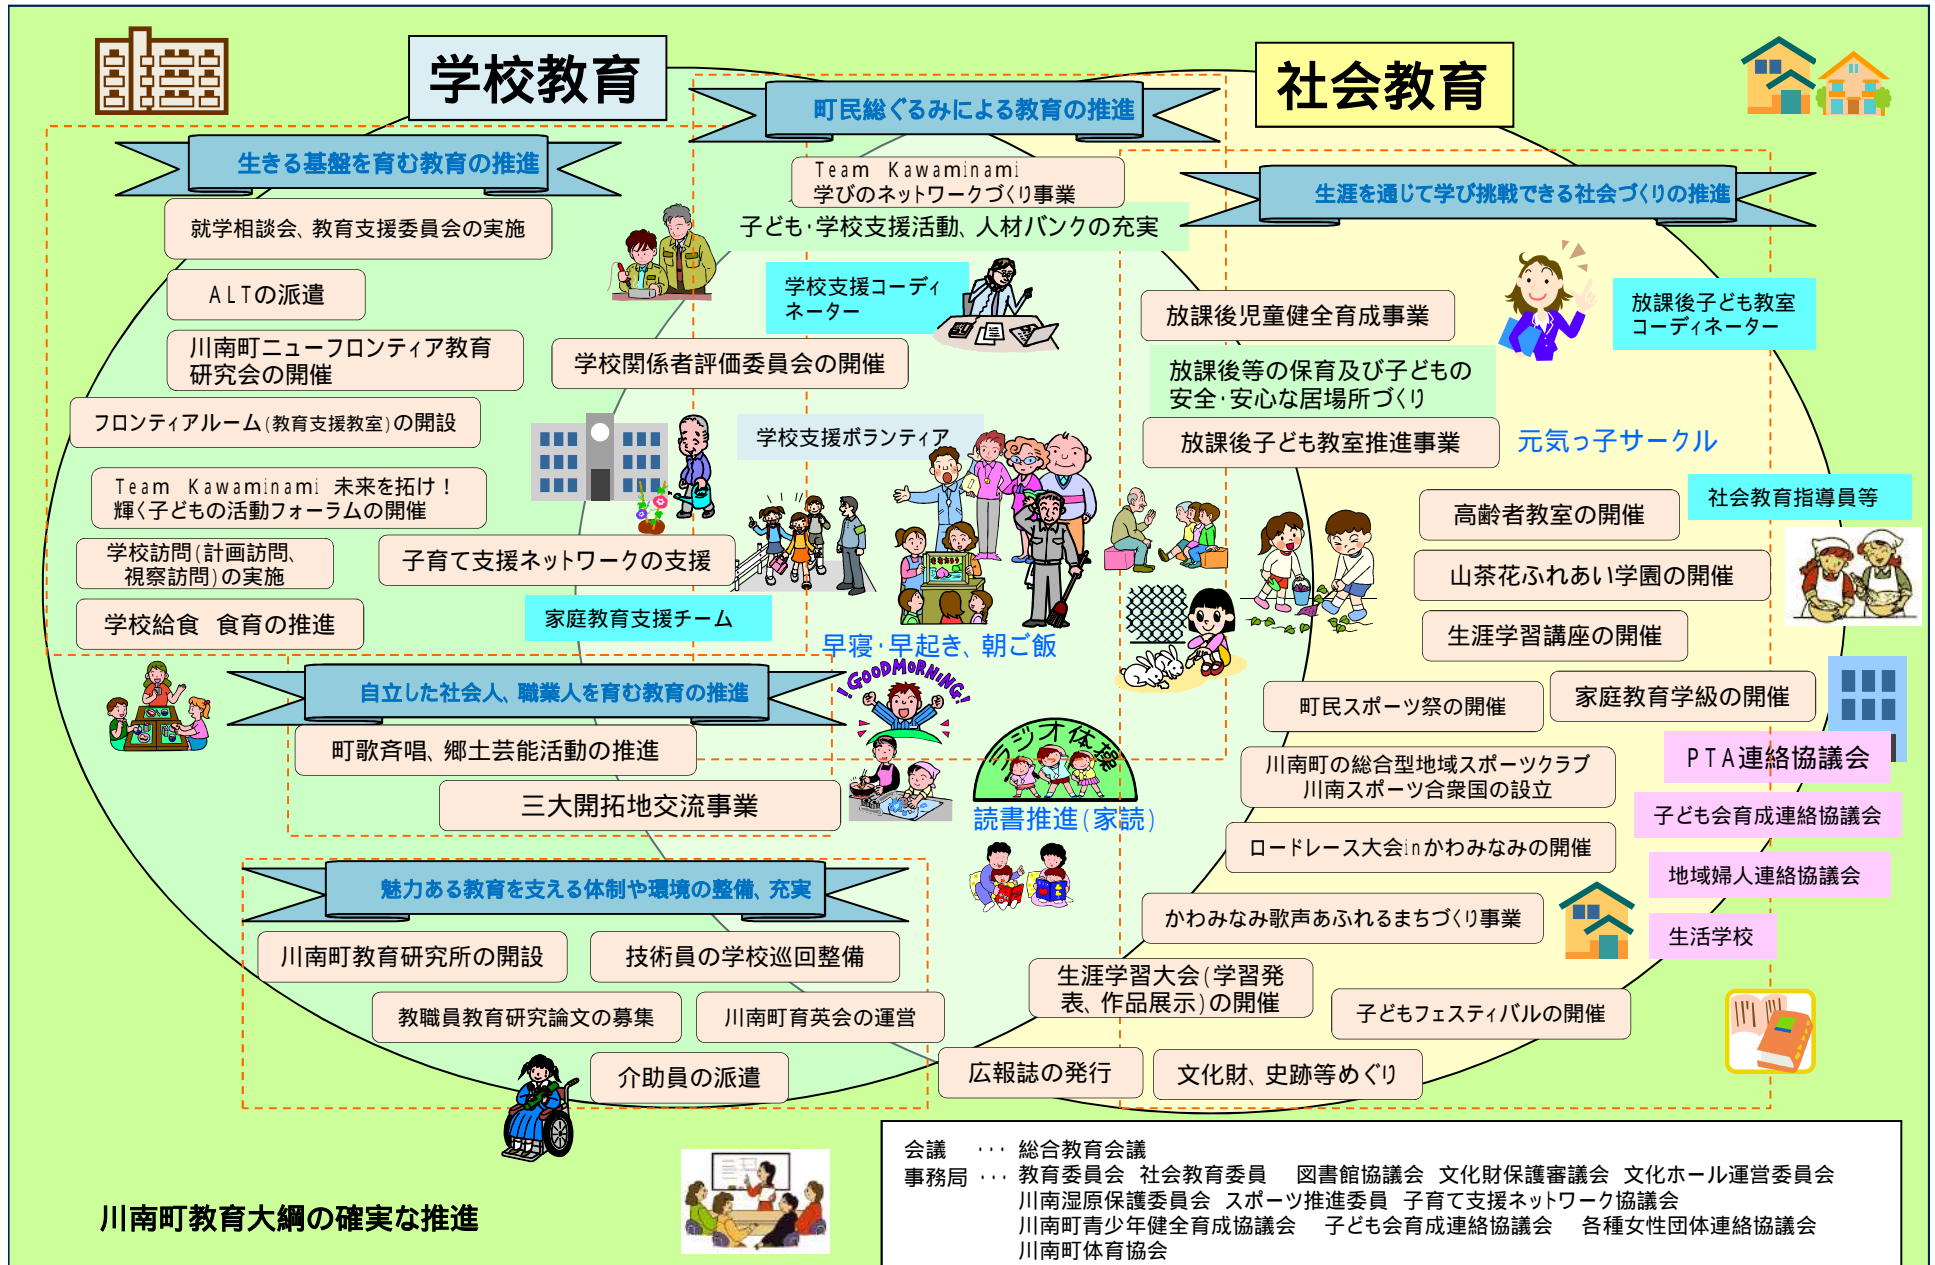 学校教育
社会教育
町民総ぐるみによる教育の推進
生きる基盤を育む教育の推進
生涯を通じて学び挑戦できる社会づくりの推進
Team Kawaminami
学びのネットワークづくり事業
子ども・学校支援活動、人材バンクの充実
就学相談会、教育支援委員会の実施
ALTの派遣
川南町ニューフロンティア教育
研究会の開催
フロンティアルーム(教育支援教室)の開設
Team Kawaminami 未来を拓け！
輝く子どもの活動フォーラムの開催
学校訪問(計画訪問、
視察訪問)の実施
学校給食 食育の推進
学校支援コーディ
ネーター
学校関係者評価委員会の開催
学校支援ボランティア
子育て支援ネットワークの支援
家庭教育支援チーム
早寝・早起き、朝ご飯
!GOODMORNING!
ラジオ体操
読書推進(家読)
放課後児童健全育成事業
放課後子ども教室
コーディネーター
放課後等の保育及び子どもの
安全・安心な居場所づくり
放課後子ども教室推進事業
元気っ子サークル
社会教育指導員等
高齢者教室の開催
山茶花ふれあい学園の開催
生涯学習講座の開催
家庭教育学級の開催
町民スポーツ祭の開催
PTA連絡協議会
川南町の総合型地域スポーツクラブ
川南スポーツ合衆国の設立
子ども会育成連絡協議会
ロードレース大会inかわみなみの開催
地域婦人連絡協議会
かわみなみ歌声あふれるまちづくり事業
生活学校
生涯学習大会(学習発
表、作品展示)の開催
子どもフェスティバルの開催
広報誌の発行
文化財、史跡等めぐり
自立した社会人、職業人を育む教育の推進
町歌斉唱、郷土芸能活動の推進
三大開拓地交流事業
魅力ある教育を支える体制や環境の整備、充実
川南町教育研究所の開設
技術員の学校巡回整備
教職員教育研究論文の募集
川南町育英会の運営
介助員の派遣
川南町教育大綱の確実な推進
会議 ･･･ 総合教育会議
事務局 ･･･ 教育委員会 社会教育委員 図書館協議会 文化財保護審議会 文化ホール運営委員会
川南湿原保護委員会 スポーツ推進委員 子育て支援ネットワーク協議会
川南町青少年健全育成協議会 子ども会育成連絡協議会 各種女性団体連絡協議会
川南町体育協会